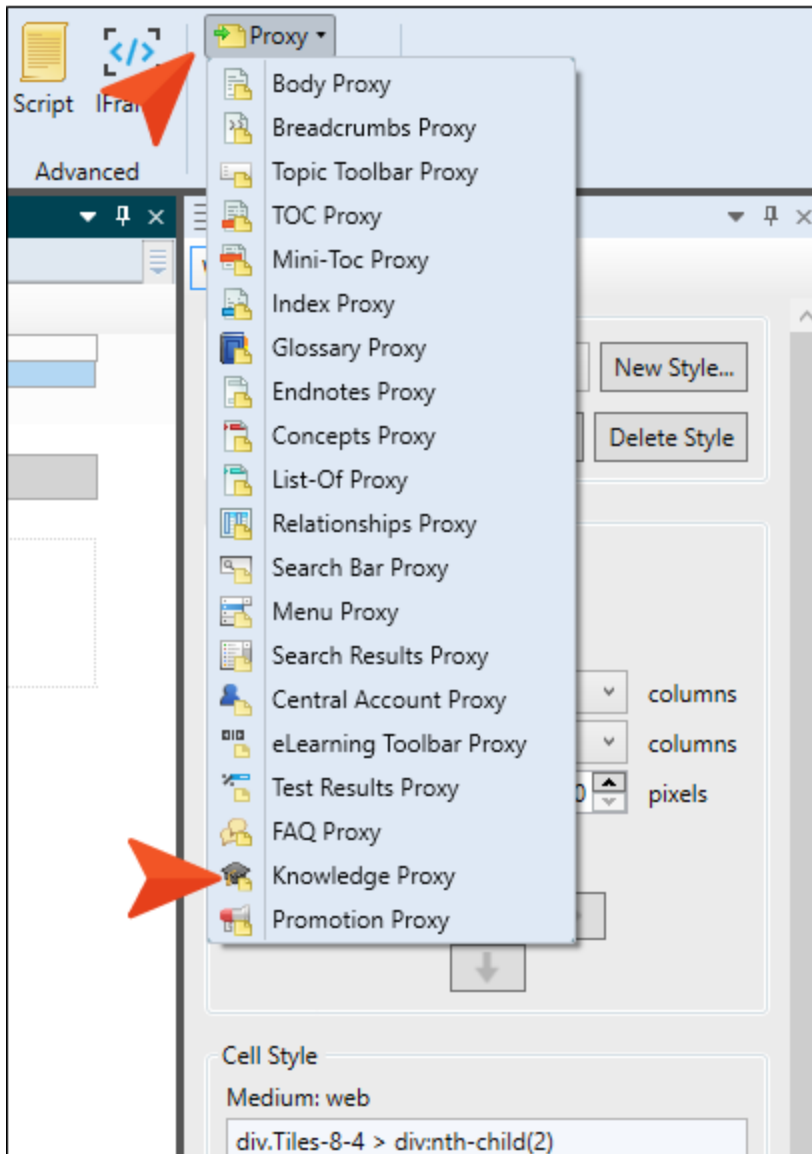 Proxy
Script
Advanced
Body Proxy
Breadcrumbs Proxy
Topic Toolbar Proxy
TOC Proxy
Mini-Toc Proxy
Index Proxy
Glossary Proxy
New Style...
Endnotes Proxy
Concepts Proxy
Delete Style
List-Of Proxy
Relationships Proxy
Search Bar Proxy
Menu Proxy
Search Results Proxy
Central Account Proxy
columns
eLearning Toolbar Proxy
columns
Test Results Proxy
0 pixels
FAQ Proxy
Knowledge Proxy
Promotion Proxy
Cell Style
Medium: web
div.Tiles-8-4 > div:nth-child(2)